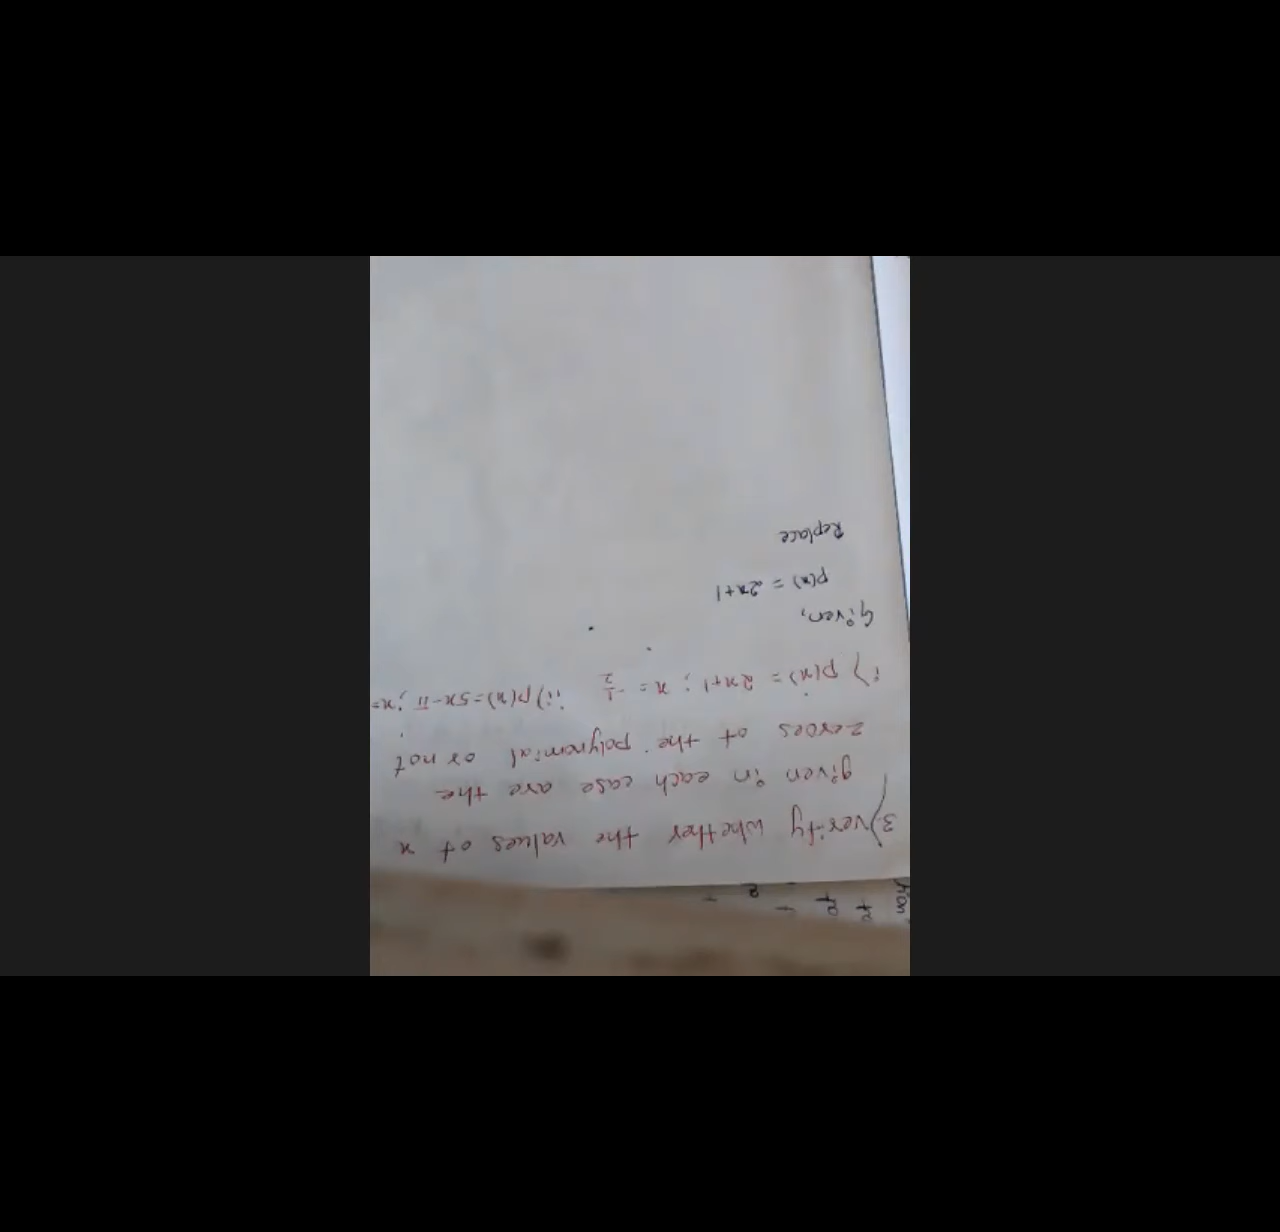 3) verify whether the values of x
given in each case are the
zeroes of the polynomial or not
i) p(x) = 2x+1 ; x = -1/2 ii) p(x) = 5x-π ; x=
Given,
p(x) = 2x+1
Replace